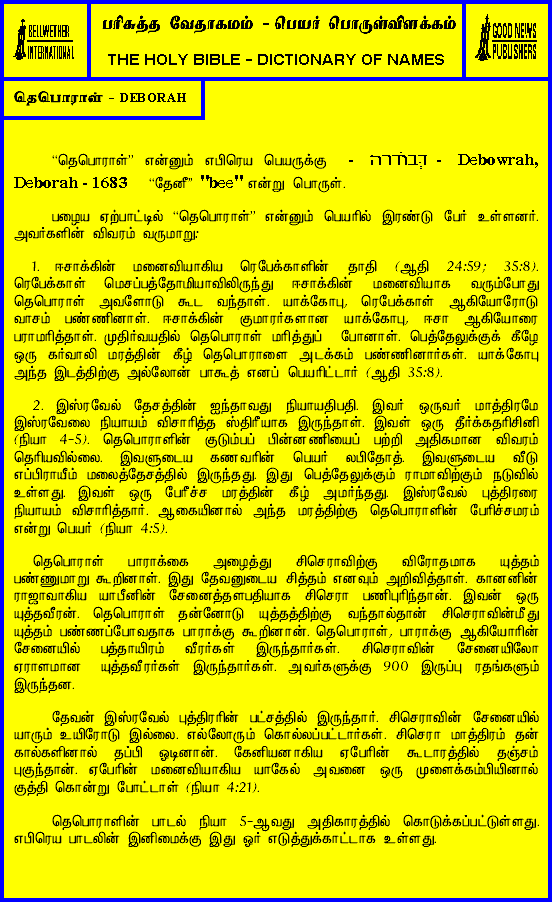 BELLWETHER
INTERNATIONAL
பரிசுத்த வேதாகமம் - பெயர் பொருள்விளக்கம்
THE HOLY BIBLE - DICTIONARY OF NAMES
GOOD NEWS
PUBLISHERS
தெபொராள் - DEBORAH
“தெபொராள்” என்னும் எபிரெய பெயருக்கு - דְּבֹרָה - Debowrah,
Deborah - 1683 “தேனீ” "bee" என்று பொருள்.
பழைய ஏற்பாட்டில் “தெபொராள்” என்னும் பெயரில் இரண்டு பேர் உள்ளனர்.
அவர்களின் விவரம் வருமாறு:
1. ஈசாக்கின் மனைவியாகிய ரெபேக்காளின் தாதி (ஆதி 24:59; 35:8).
ரெபேக்காள் மெசப்பத்தோமியாவிலிருந்து ஈசாக்கின் மனைவியாக வரும்போது
தெபொராள் அவளோடு கூட வந்தாள். யாக்கோபு, ரெபேக்காள் ஆகியோரோடு
வாசம் பண்ணினாள். ஈசாக்கின் குமாரர்களான யாக்கோபு, ஈசா ஆகியோரை
பராமரித்தாள். முதிர்வயதில் தெபொராள் மரித்துப் போனாள். பெத்தேலுக்குக் கீழே
ஒரு கர்வாலி மரத்தின் கீழ் தெபொராளை அடக்கம் பண்ணினார்கள். யாக்கோபு
அந்த இடத்திற்கு அல்லோன் பாகூத் எனப் பெயரிட்டார் (ஆதி 35:8).
2. இஸ்ரவேல் தேசத்தின் ஐந்தாவது நியாயதிபதி. இவர் ஒருவர் மாத்திரமே
இஸ்ரவேலை நியாயம் விசாரித்த ஸ்திரீயாக இருந்தாள். இவள் ஒரு தீர்க்கதரிசினி
(நியா 4-5). தெபொராளின் குடும்பப் பின்னணியைப் பற்றி அதிகமான விவரம்
தெரியவில்லை. இவளுடைய கணவரின் பெயர் லபிதோத். இவளுடைய வீடு
எப்பிராயீம் மலைத்தேசத்தில் இருந்தது. இது பெத்தேலுக்கும் ராமாவிற்கும் நடுவில்
உள்ளது. இவள் ஒரு பேரீச்ச மரத்தின் கீழ் அமர்ந்தது. இஸ்ரவேல் புத்திரரை
நியாயம் விசாரித்தார். ஆகையினால் அந்த மரத்திற்கு தெபொராளின் பேரிச்சமரம்
என்று பெயர் (நியா 4:5).
தெபொராள் பாராக்கை அழைத்து சிசெராவிற்கு விரோதமாக யுத்தம்
பண்ணுமாறு கூறினாள். இது தேவனுடைய சித்தம் எனவும் அறிவித்தாள். கானனின்
ராஜாவாகிய யாபீனின் சேனைத்தளபதியாக சிசெரா பணிபுரிந்தான். இவன் ஒரு
யுத்தவீரன். தெபொராள் தன்னோடு யுத்தத்திற்கு வந்தால்தான் சிசெராவின்மீது
யுத்தம் பண்ணப்போவதாக பாராக்கு கூறினான். தெபொராள், பாராக்கு ஆகியோரின்
சேனையில் பத்தாயிரம் வீரர்கள் இருந்தார்கள். சிசெராவின் சேனையிலோ
ஏராளமான யுத்தவீரர்கள் இருந்தார்கள். அவர்களுக்கு 900 இருப்பு ரதங்களும்
இருந்தன.
தேவன் இஸ்ரவேல் புத்திரரின் பட்சத்தில் இருந்தார். சிசெராவின் சேனையில்
யாரும் உயிரோடு இல்லை. எல்லோரும் கொல்லப்பட்டார்கள். சிசெரா மாத்திரம் தன்
கால்களினால் தப்பி ஓடினான். கேனியனாகிய ஏபேரின் கூடாரத்தில் தஞ்சம்
புகுந்தான். ஏபேரின் மனைவியாகிய யாகேல் அவனை ஒரு முளைக்கம்பியினால்
குத்தி கொன்று போட்டாள் (நியா 4:21).
தெபொராளின் பாடல் நியா 5-ஆவது அதிகாரத்தில் கொடுக்கப்பட்டுள்ளது.
எபிரெய பாடலின் இனிமைக்கு இது ஓர் எடுத்துக்காட்டாக உள்ளது.